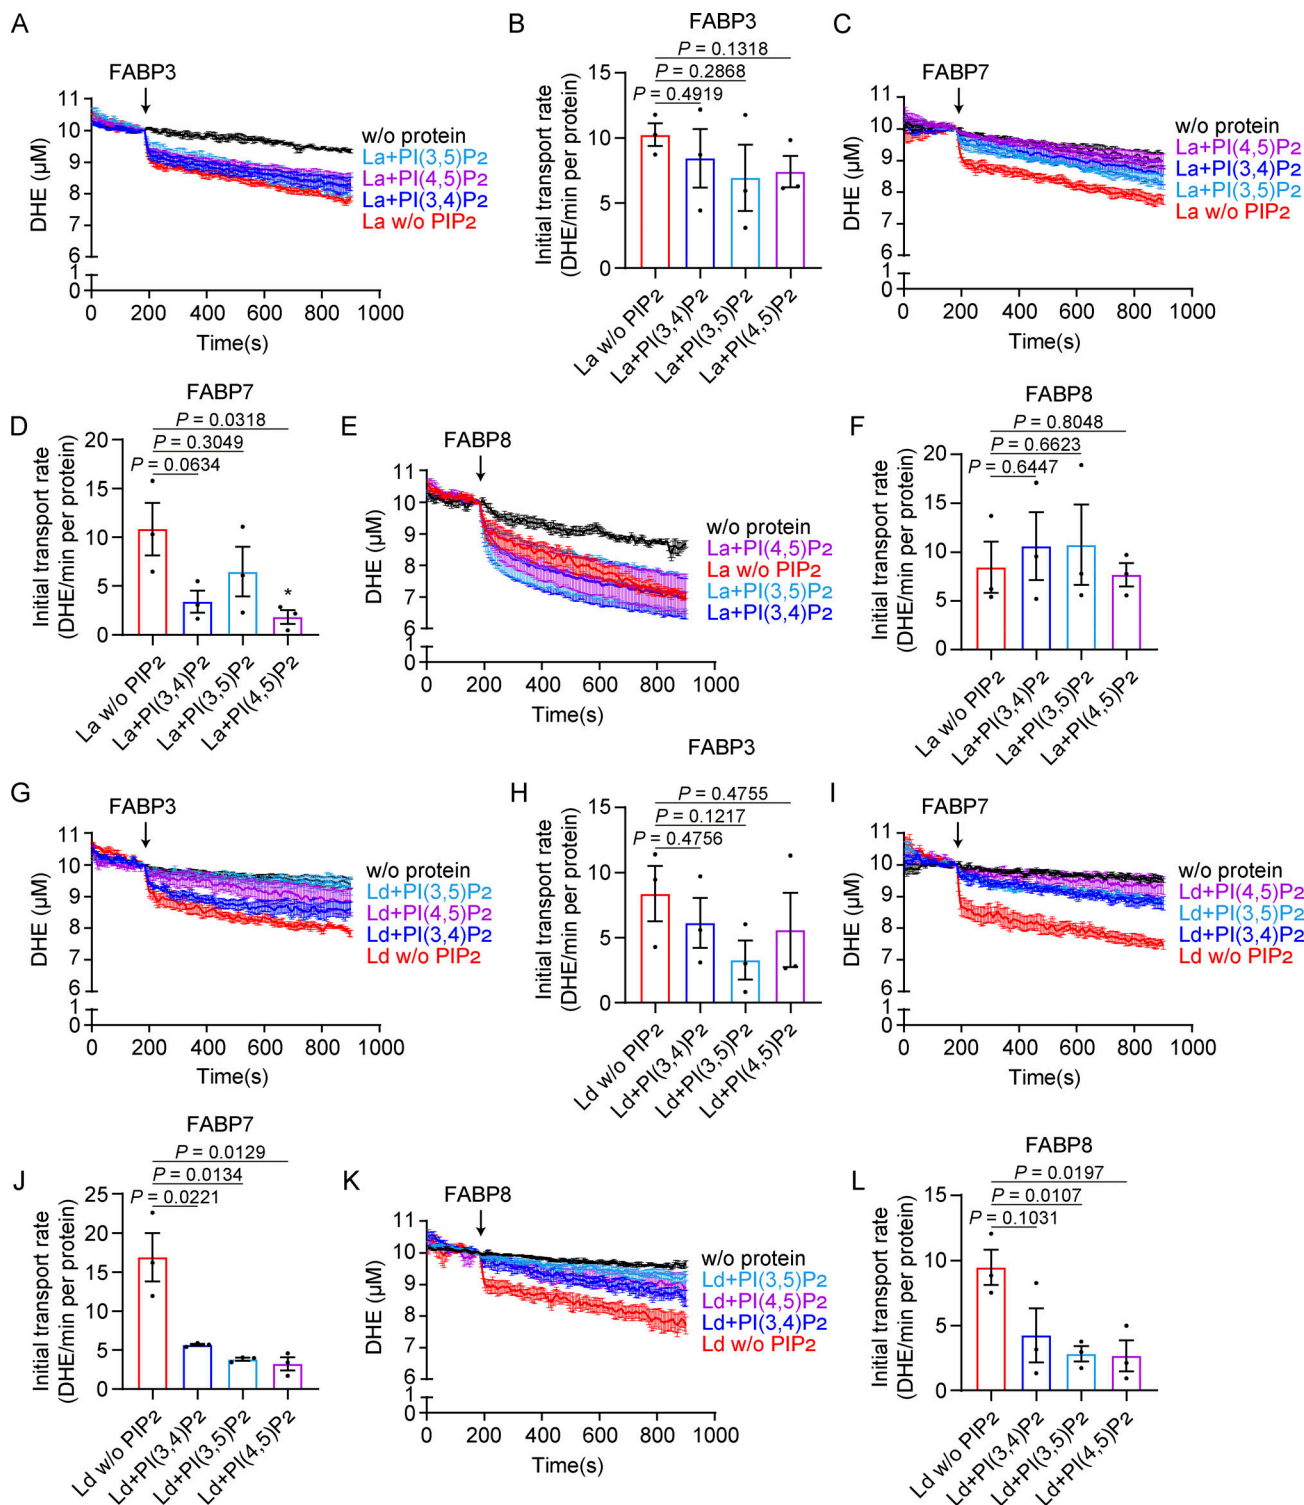 A
FABP3
11
10
9
8
7
6
1
0
DHE (µM)
0 200 400 600 800 1000
Time(s)
w/o protein
La+PI(3,5)P2
La+PI(4,5)P2
La+PI(3,4)P2
La w/o PIP2
B
FABP3
P = 0.1318
P = 0.2868
P = 0.4919
15
10
5
0
Initial transport rate
(DHE/min per protein)
La w/o PIP2
La+PI(3,4)P2
La+PI(3,5)P2
La+PI(4,5)P2
C
FABP7
11
10
9
8
7
6
1
0
DHE (µM)
0 200 400 600 800 1000
Time(s)
w/o protein
La+PI(4,5)P2
La+PI(3,4)P2
La+PI(3,5)P2
La w/o PIP2
D
FABP7
P = 0.0318
P = 0.3049
P = 0.0634
20
15
10
5
0
*
Initial transport rate
(DHE/min per protein)
La w/o PIP2
La+PI(3,4)P2
La+PI(3,5)P2
La+PI(4,5)P2
E
FABP8
11
10
9
8
7
6
1
0
DHE (µM)
0 200 400 600 800 1000
Time(s)
w/o protein
La+PI(4,5)P2
La w/o PIP2
La+PI(3,5)P2
La+PI(3,4)P2
F
FABP8
P = 0.8048
P = 0.6623
P = 0.6447
20
15
10
5
0
Initial transport rate
(DHE/min per protein)
La w/o PIP2
La+PI(3,4)P2
La+PI(3,5)P2
La+PI(4,5)P2
G
FABP3
11
10
9
8
7
6
1
0
DHE (µM)
0 200 400 600 800 1000
Time(s)
w/o protein
Ld+PI(3,5)P2
Ld+PI(4,5)P2
Ld+PI(3,4)P2
Ld w/o PIP2
H
FABP3
P = 0.4755
P = 0.1217
P = 0.4756
15
10
5
0
Initial transport rate
(DHE/min per protein)
Ld w/o PIP2
Ld+PI(3,4)P2
Ld+PI(3,5)P2
Ld+PI(4,5)P2
I
FABP7
11
10
9
8
7
6
1
0
DHE (µM)
0 200 400 600 800 1000
Time(s)
w/o protein
Ld+PI(4,5)P2
Ld+PI(3,5)P2
Ld+PI(3,4)P2
Ld w/o PIP2
J
FABP7
P = 0.0129
P = 0.0134
P = 0.0221
25
20
15
10
5
0
Initial transport rate
(DHE/min per protein)
Ld w/o PIP2
Ld+PI(3,4)P2
Ld+PI(3,5)P2
Ld+PI(4,5)P2
K
FABP8
11
10
9
8
7
6
1
0
DHE (µM)
0 200 400 600 800 1000
Time(s)
w/o protein
Ld+PI(3,5)P2
Ld+PI(4,5)P2
Ld+PI(3,4)P2
Ld w/o PIP2
L
FABP8
P = 0.0197
P = 0.0107
P = 0.1031
15
10
5
0
Initial transport rate
(DHE/min per protein)
Ld w/o PIP2
Ld+PI(3,4)P2
Ld+PI(3,5)P2
Ld+PI(4,5)P2